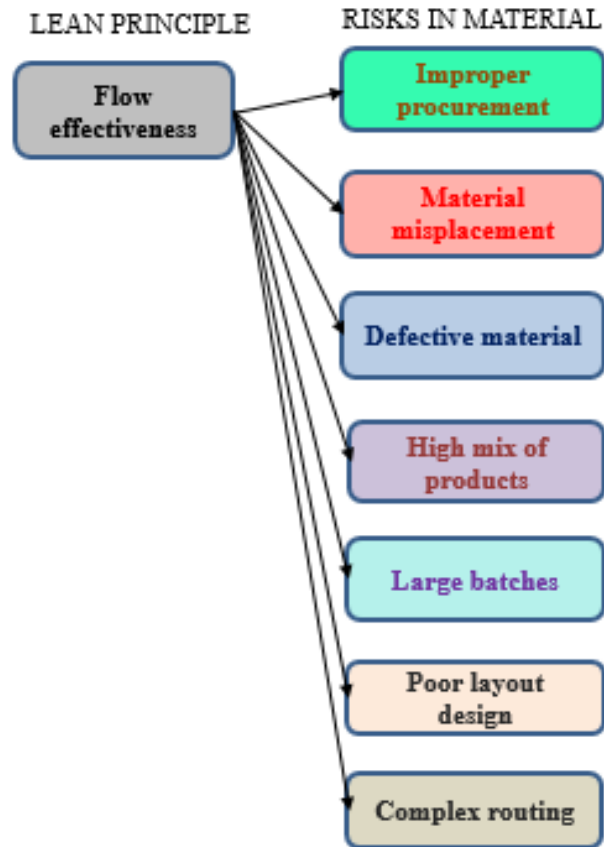 LEAN PRINCIPLE
RISKS IN MATERIAL
Flow
effectiveness
Improper
procurement
Material
misplacement
Defective material
High mix of
products
Large batches
Poor layout
design
Complex routing